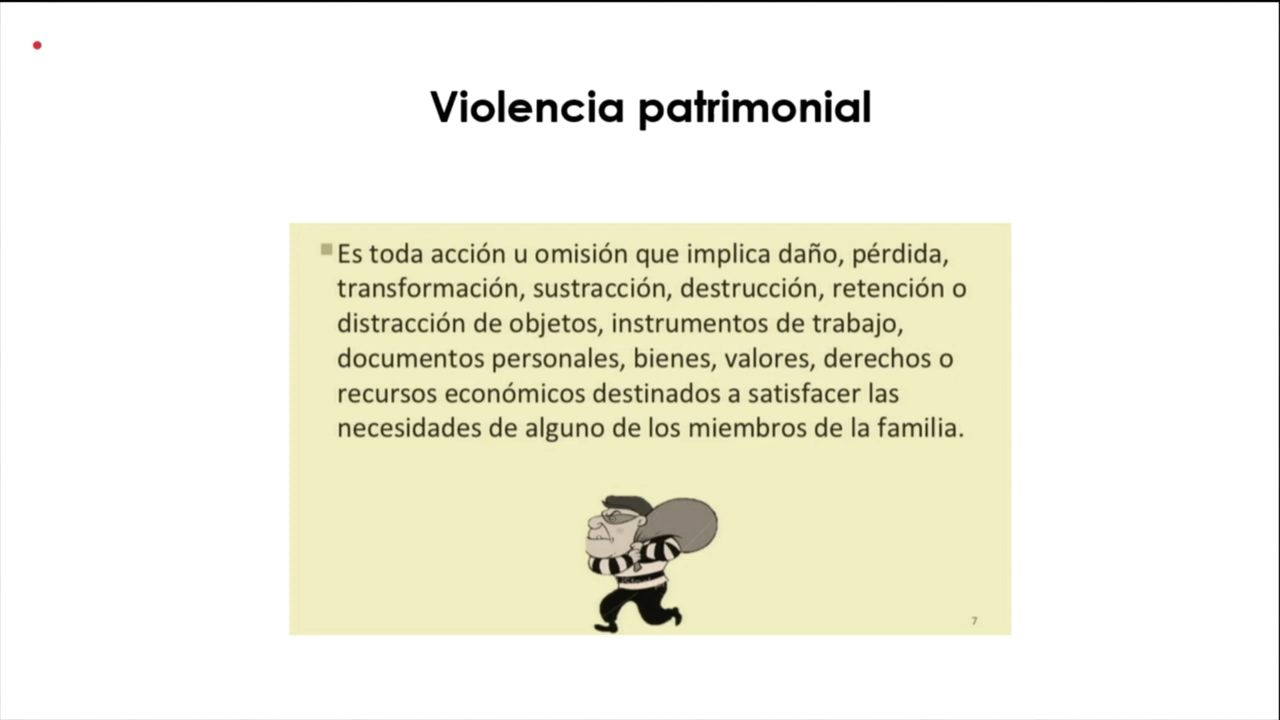 Violencia patrimonial
Es toda acción u omisión que implica daño, pérdida,
transformación, sustracción, destrucción, retención o
distracción de objetos, instrumentos de trabajo,
documentos personales, bienes, valores, derechos o
recursos económicos destinados a satisfacer las
necesidades de alguno de los miembros de la familia.
7